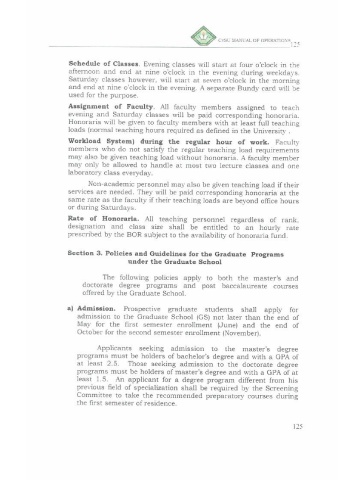 CvSU MANUAL OF OPERATIONS
125
Schedule of Classes. Evening classes will start at four o'clock in the
afternoon and end at nine o'clock in the evening during weekdays.
Saturday classes however, will start at seven o'clock in the morning
and end at nine o'clock in the evening. A separate Bundy card will be
used for the purpose.
Assignment of Faculty. All faculty members assigned to teach
evening and Saturday classes will be paid corresponding honoraria.
Honoraria will be given to faculty members with at least full teaching
loads (normal teaching hours required as defined in the University .
Workload System) during the regular hour of work. Faculty
members who do not satisfy the regular teaching load requirements
may also be given teaching load without honoraria. A faculty member
may only be allowed to handle at most two lecture classes and one
laboratory class everyday.
Non-academic personnel may also be given teaching load if their
services are needed. They will be paid corresponding honoraria at the
same rate as the faculty if their teaching loads are beyond office hours
or during Saturdays.
Rate of Honoraria. All teaching personnel regardless of rank,
designation and class size shall be entitled to an hourly rate
prescribed by the BOR subject to the availability of honoraria fund.
Section 3. Policies and Guidelines for the Graduate Programs
under the Graduate School
The following policies apply to both the master's and
doctorate degree programs and post baccalaureate courses
offered by the Graduate School.
a) Admission. Prospective graduate students shall apply for
admission to the Graduate School (GS) not later than the end of
May for the first semester enrollment (June) and the end of
October for the second semester enrollment (November).
Applicants seeking admission to the master's degree
programs must be holders of bachelor's degree and with a GPA of
at least 2.5. Those seeking admission to the doctorate degree
programs must be holders of master's degree and with a GPA of at
least 1.5. An applicant for a degree program different from his
previous field of specialization shall be required by the Screening
Committee to take the recommended preparatory courses during
the first semester of residence.
125